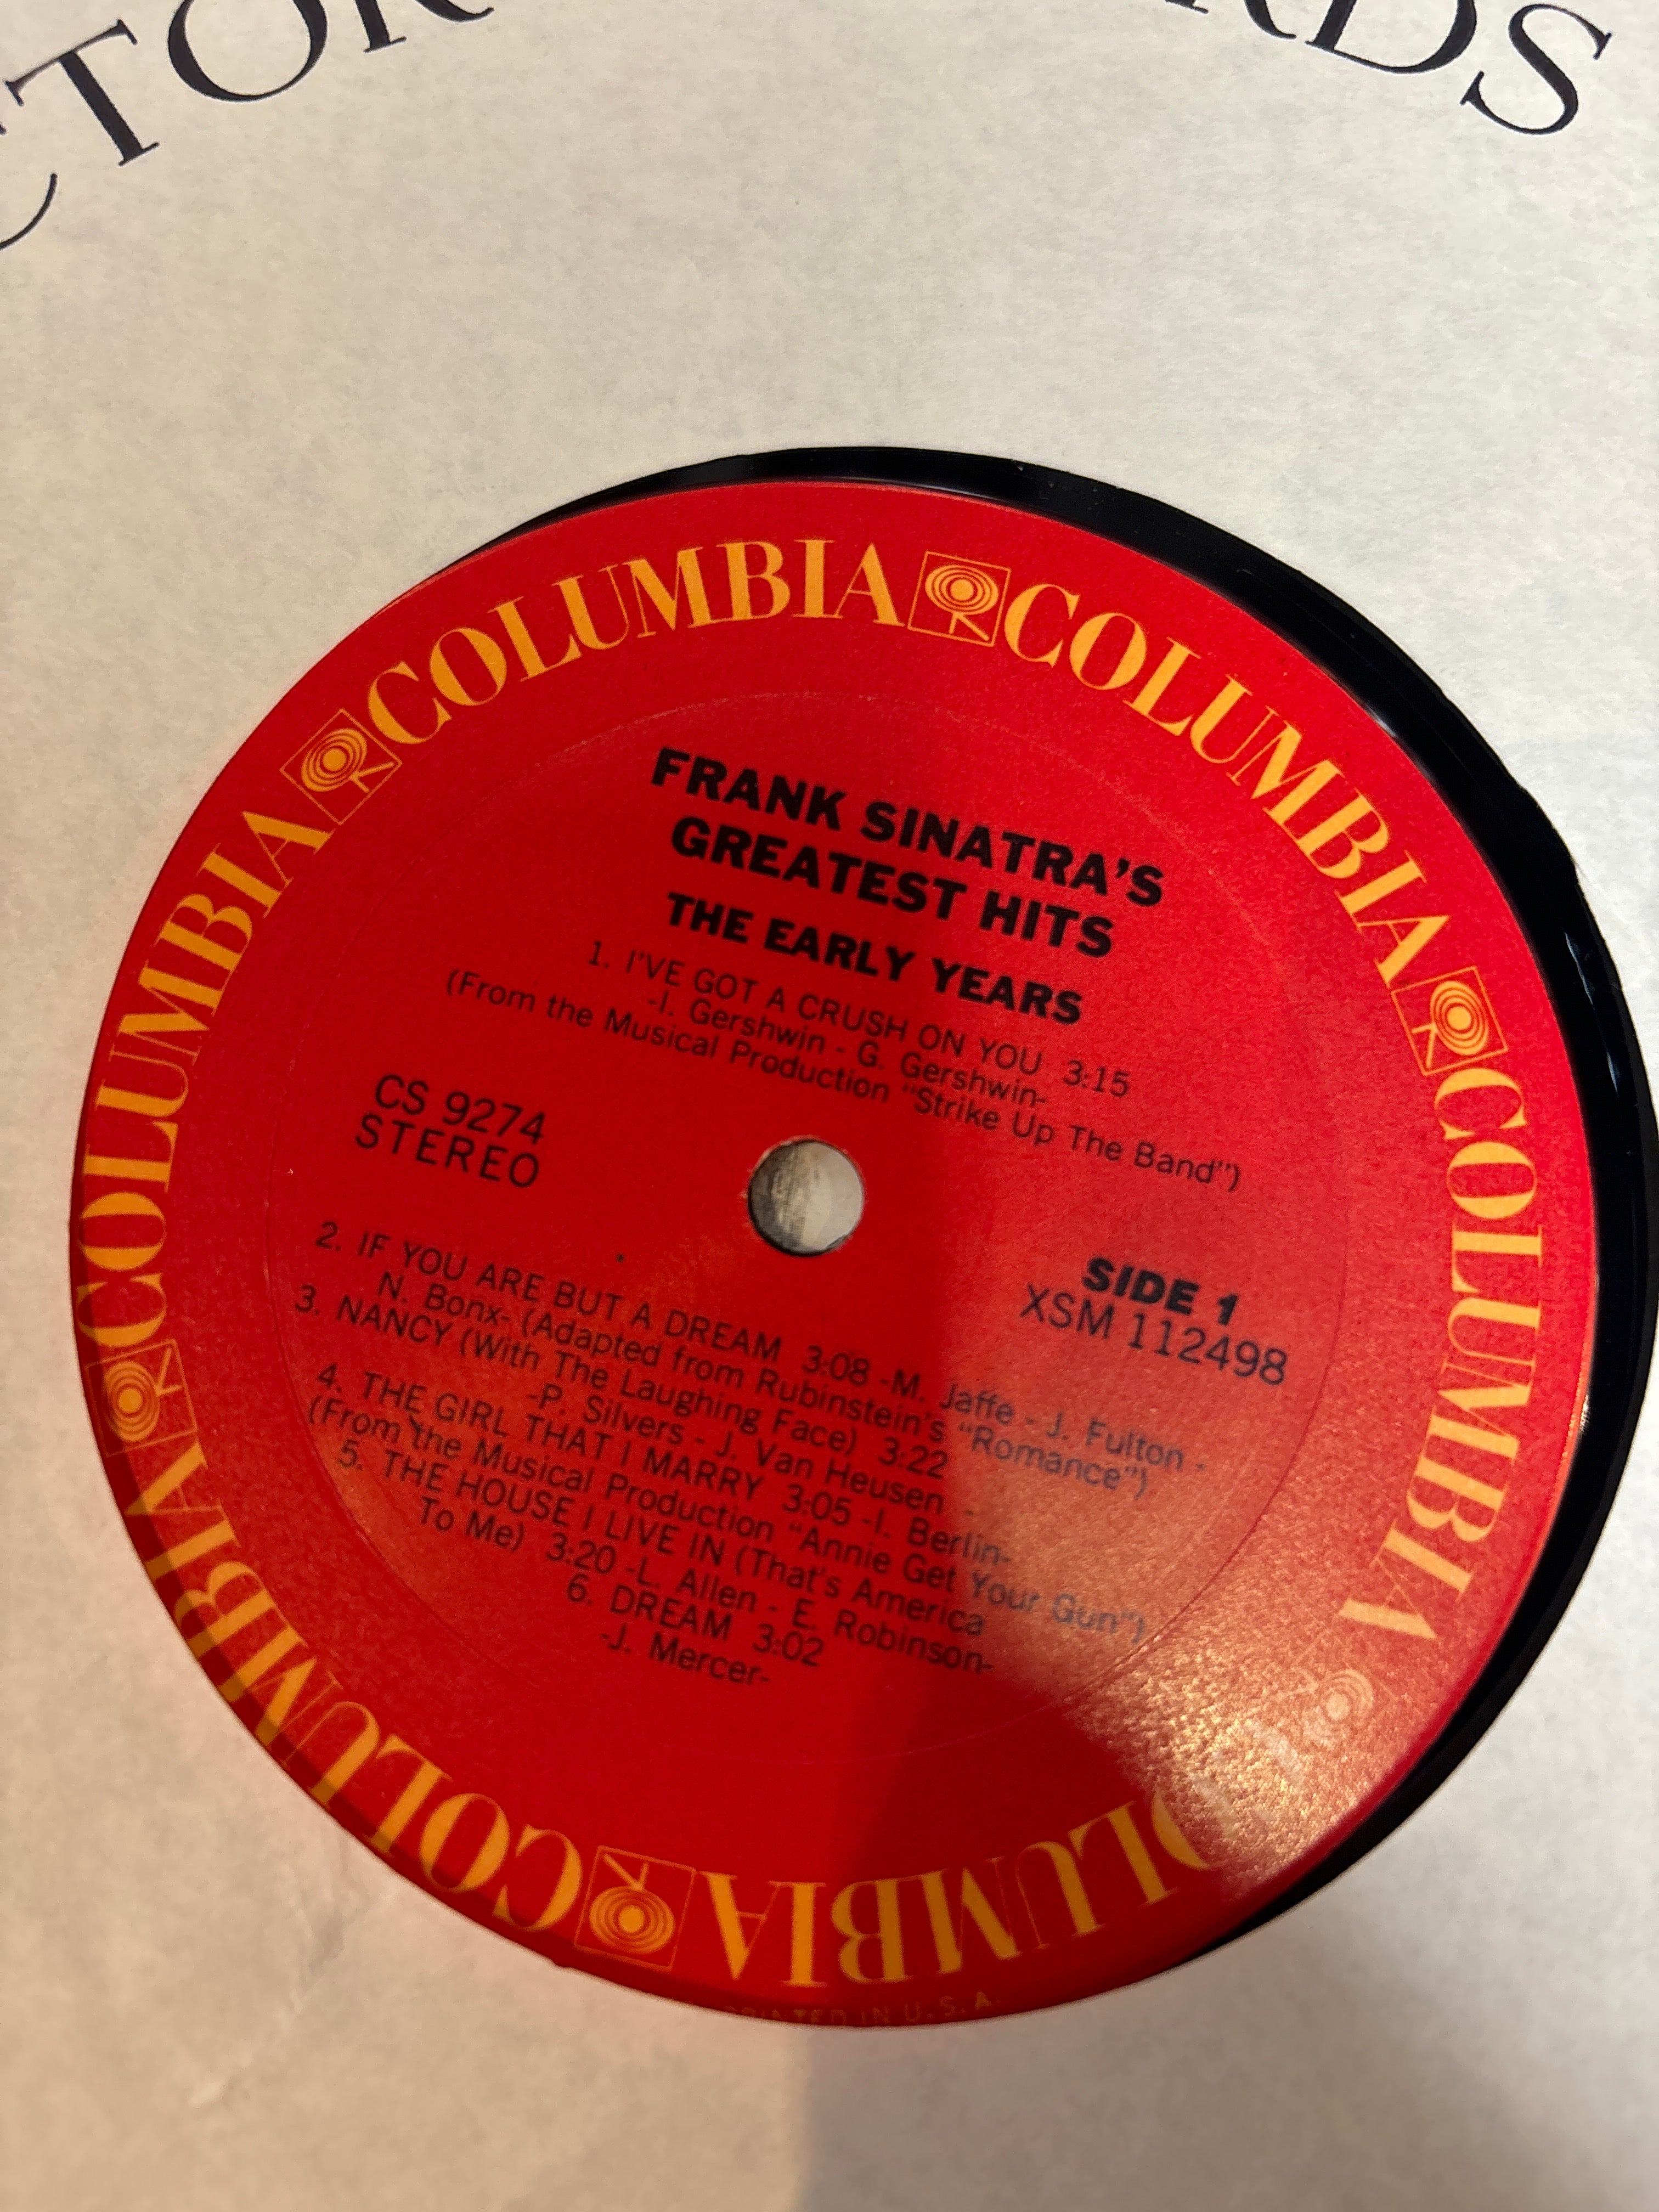 COLUMBIA COLUMBIA COLUMBIA COLUMBIA COLUMBIA COLUMBIA
FRANK SINATRA'S
GREATEST HITS
THE EARLY YEARS
1. I'VE GOT A CRUSH ON YOU 3:15
-I. Gershwin - G. Gershwin-
(From the Musical Production "Strike Up The Band")
CS 9274
STEREO
SIDE 1
XSM 112498
2. IF YOU ARE BUT A DREAM 3:08 -M. Jaffe - J. Fulton -
N. Bonx- (Adapted from Rubinstein's "Romance")
3. NANCY (With The Laughing Face) 3:22
-P. Silvers - J. Van Heusen -
4. THE GIRL THAT I MARRY 3:05 -I. Berlin-
(From the Musical Production "Annie Get Your Gun")
5. THE HOUSE I LIVE IN (That's America
To Me) 3:20 -L. Allen - E. Robinson-
6. DREAM 3:02
-J. Mercer-
PRINTED IN U.S.A.